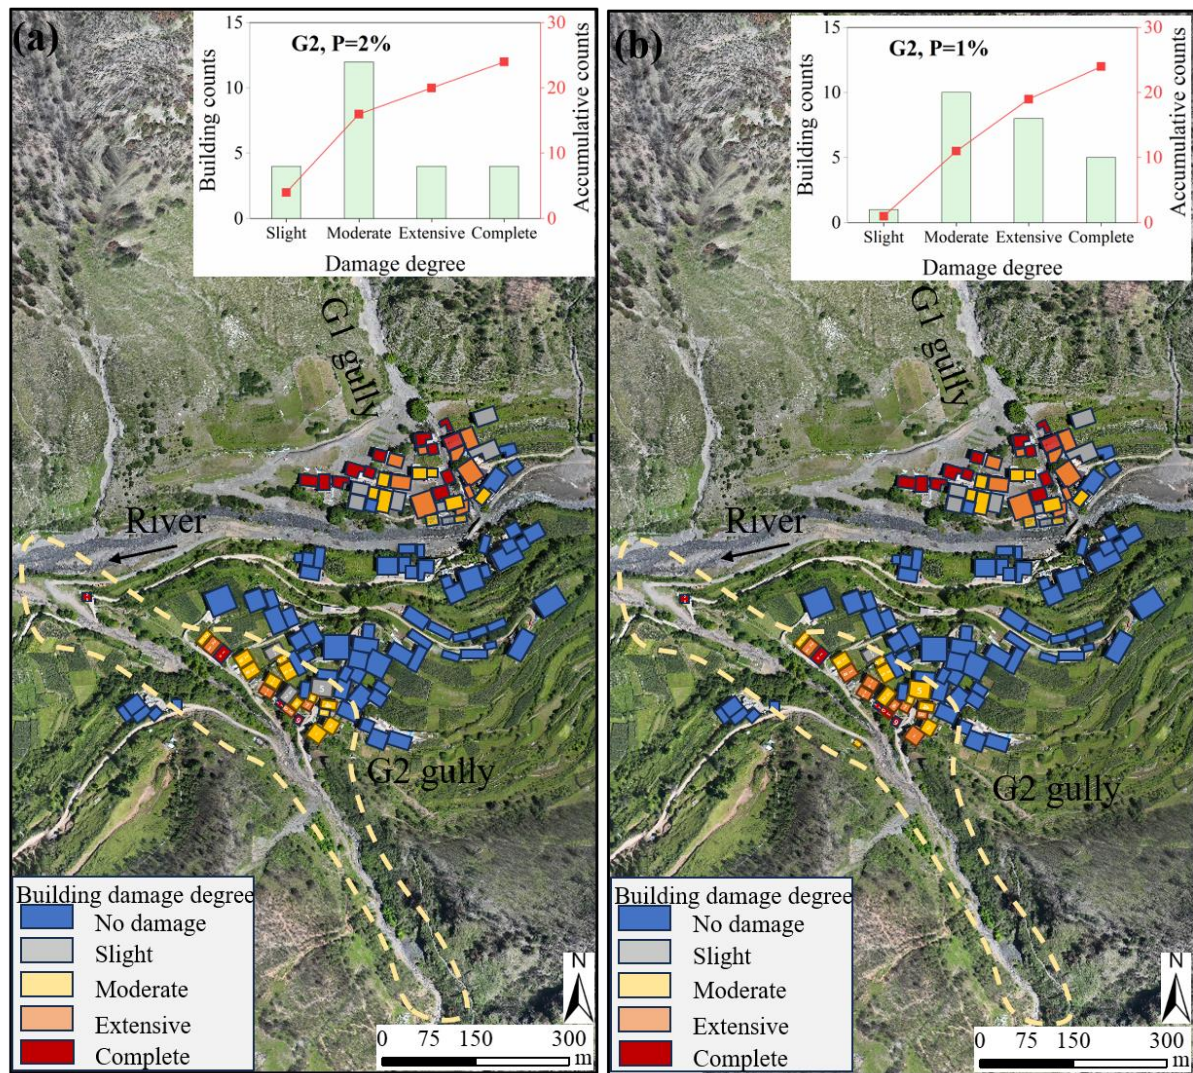 (a)
G2, P=2%
Building counts
15
10
5
0
30
20
10
0
Accumulative counts
Slight Moderate Extensive Complete
Damage degree
G1 gully
River
5
G2 gully
Building damage degree
No damage
Slight
Moderate
Extensive
Complete
N
0 75 150 300
m
(b)
G2, P=1%
Building counts
15
10
5
0
30
20
10
0
Accumulative counts
Slight Moderate Extensive Complete
Damage degree
G1 gully
River
5
G2 gully
Building damage degree
No damage
Slight
Moderate
Extensive
Complete
N
0 75 150 300
m